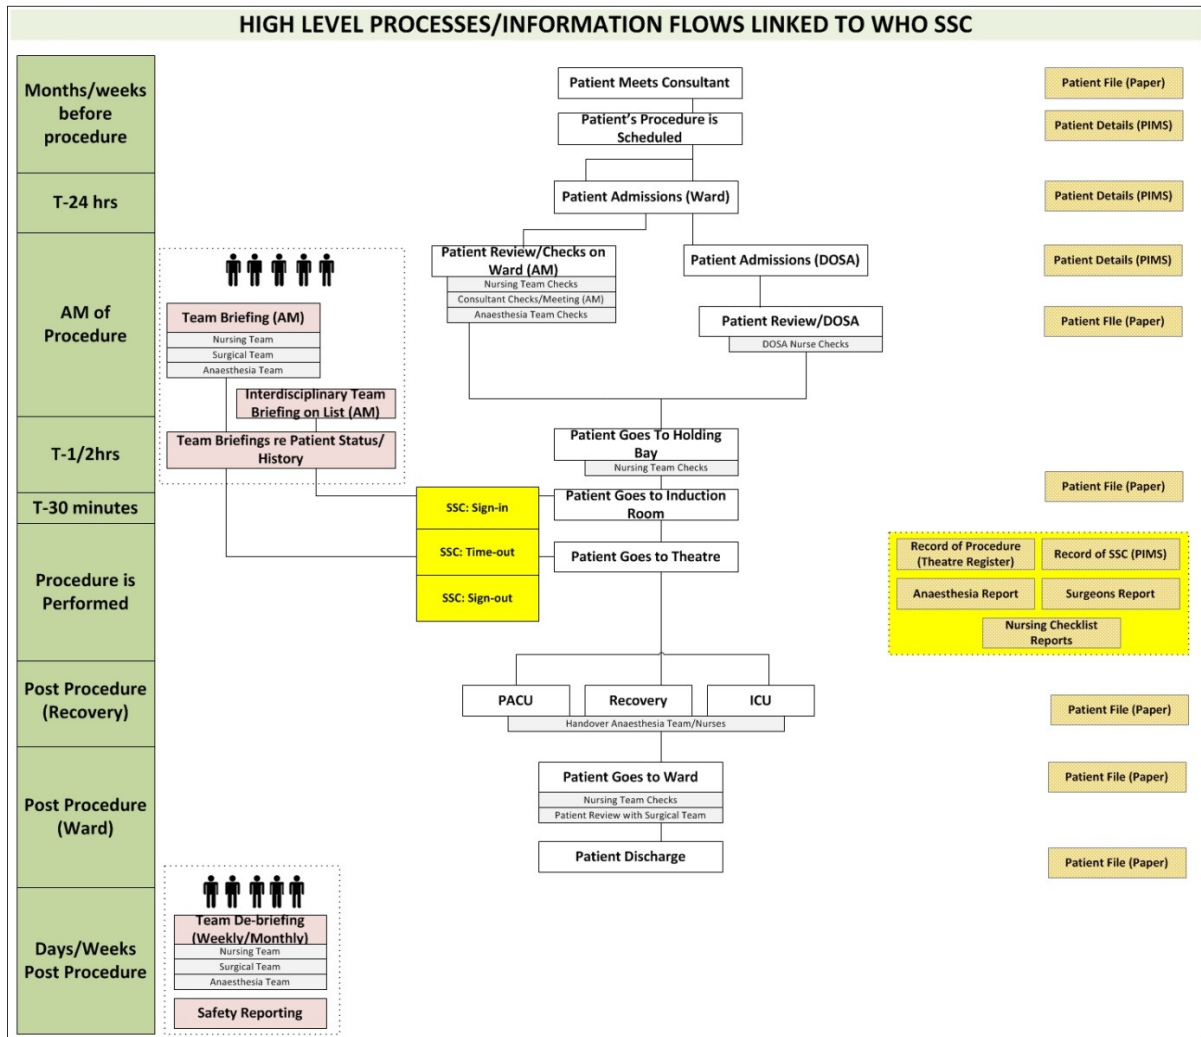 HIGH LEVEL PROCESSES/INFORMATION FLOWS LINKED TO WHO SSC
Months/weeks
before
procedure
Patient Meets Consultant
Patient File (Paper)
Patient's Procedure is
Scheduled
Patient Details (PIMS)
T-24 hrs
Patient Admissions (Ward)
Patient Details (PIMS)
AM of
Procedure
Team Briefing (AM)
Nursing Team
Surgical Team
Anaesthesia Team
Interdisciplinary Team
Briefing on List (AM)
Patient Review/Checks on
Ward (AM)
Nursing Team Checks
Consultant Checks/Meeting (AM)
Anaesthesia Team Checks
Patient Admissions (DOSA)
Patient Details (PIMS)
Patient Review/DOSA
DOSA Nurse Checks
Patient FIle (Paper)
T-1/2hrs
Team Briefings re Patient Status/
History
Patient Goes To Holding
Bay
Nursing Team Checks
Patient File (Paper)
T-30 minutes
SSC: Sign-in
Patient Goes to Induction
Room
Procedure is
Performed
SSC: Time-out
Patient Goes to Theatre
SSC: Sign-out
Record of Procedure
(Theatre Register)
Record of SSC (PIMS)
Anaesthesia Report
Surgeons Report
Nursing Checklist
Reports
Post Procedure
(Recovery)
PACU
Recovery
ICU
Handover Anaesthesia Team/Nurses
Patient File (Paper)
Post Procedure
(Ward)
Patient Goes to Ward
Nursing Team Checks
Patient Review with Surgical Team
Patient File (Paper)
Patient Discharge
Patient File (Paper)
Days/Weeks
Post Procedure
Team De-briefing
(Weekly/Monthly)
Nursing Team
Surgical Team
Anaesthesia Team
Safety Reporting